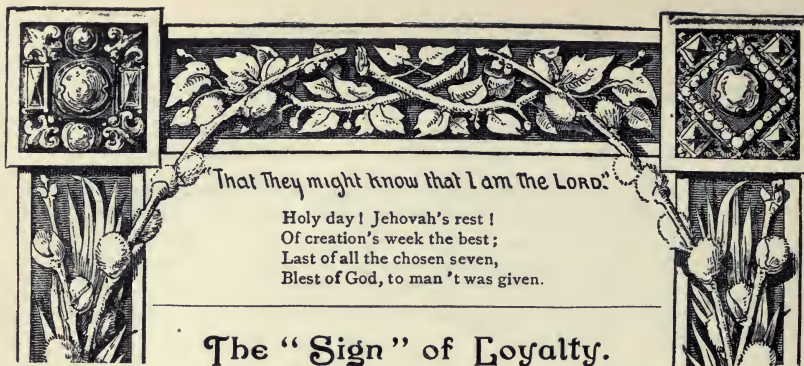 "That They might know that I am the LORD."
Holy day! Jehovah's rest!
Of creation's week the best;
Last of all the chosen seven,
Blest of God, to man 't was given.
The "Sign" of Loyalty.